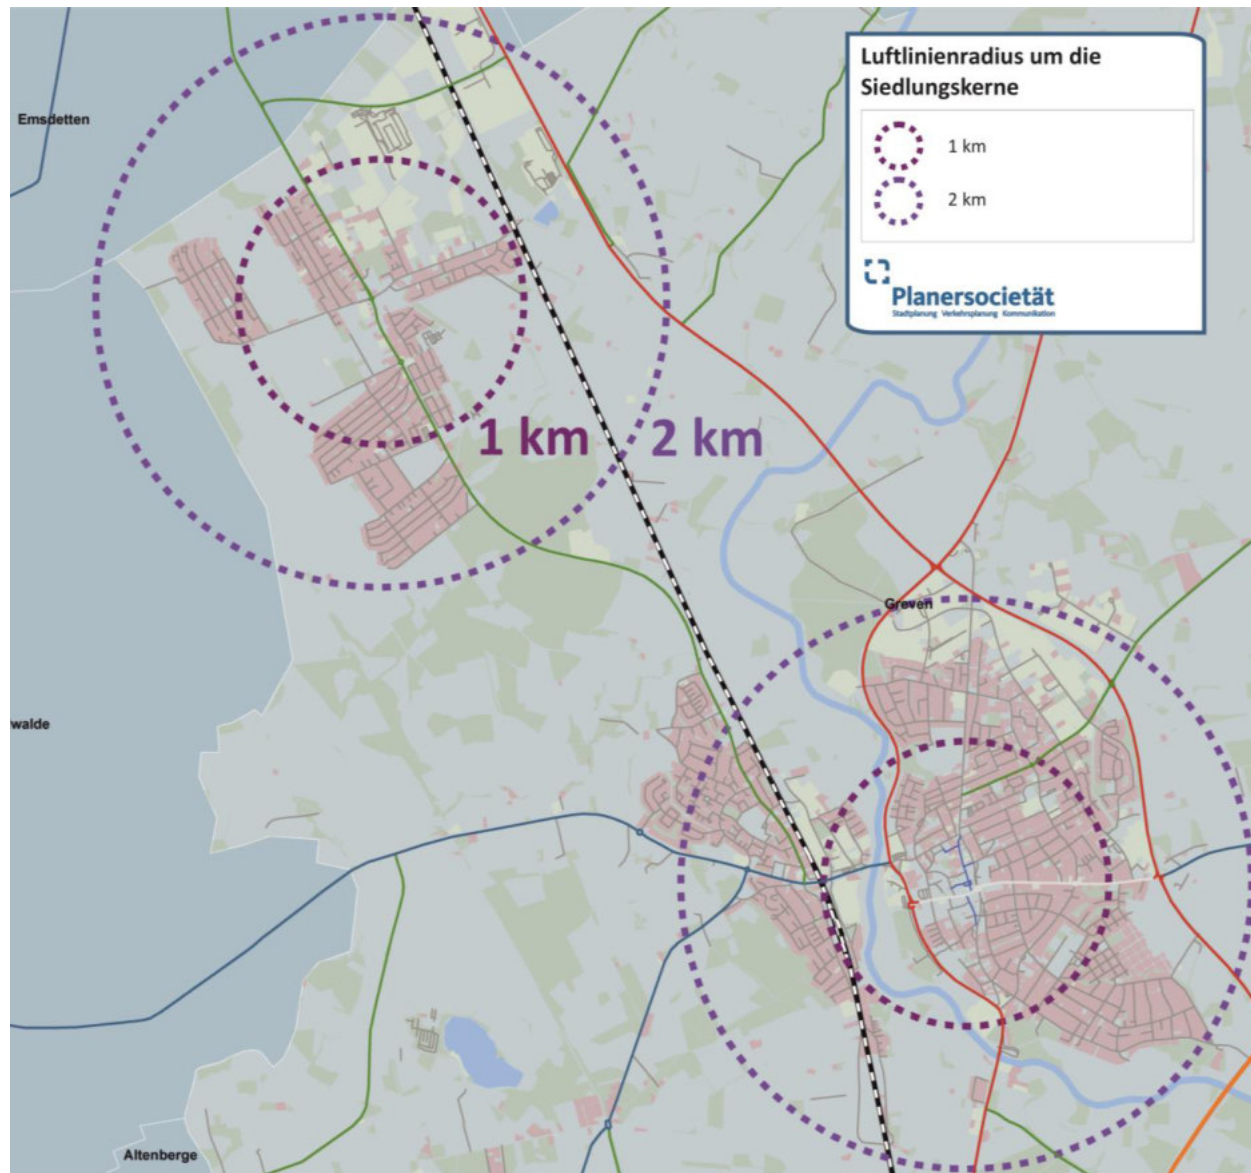 Luftlinienradius um die
Siedlungskerne
1 km
2 km
Planersocietät
Stadtplanung Verkehrsplanung Kommunikation
Emsdetten
1 km 2 km
Greven
walde
Altenberge